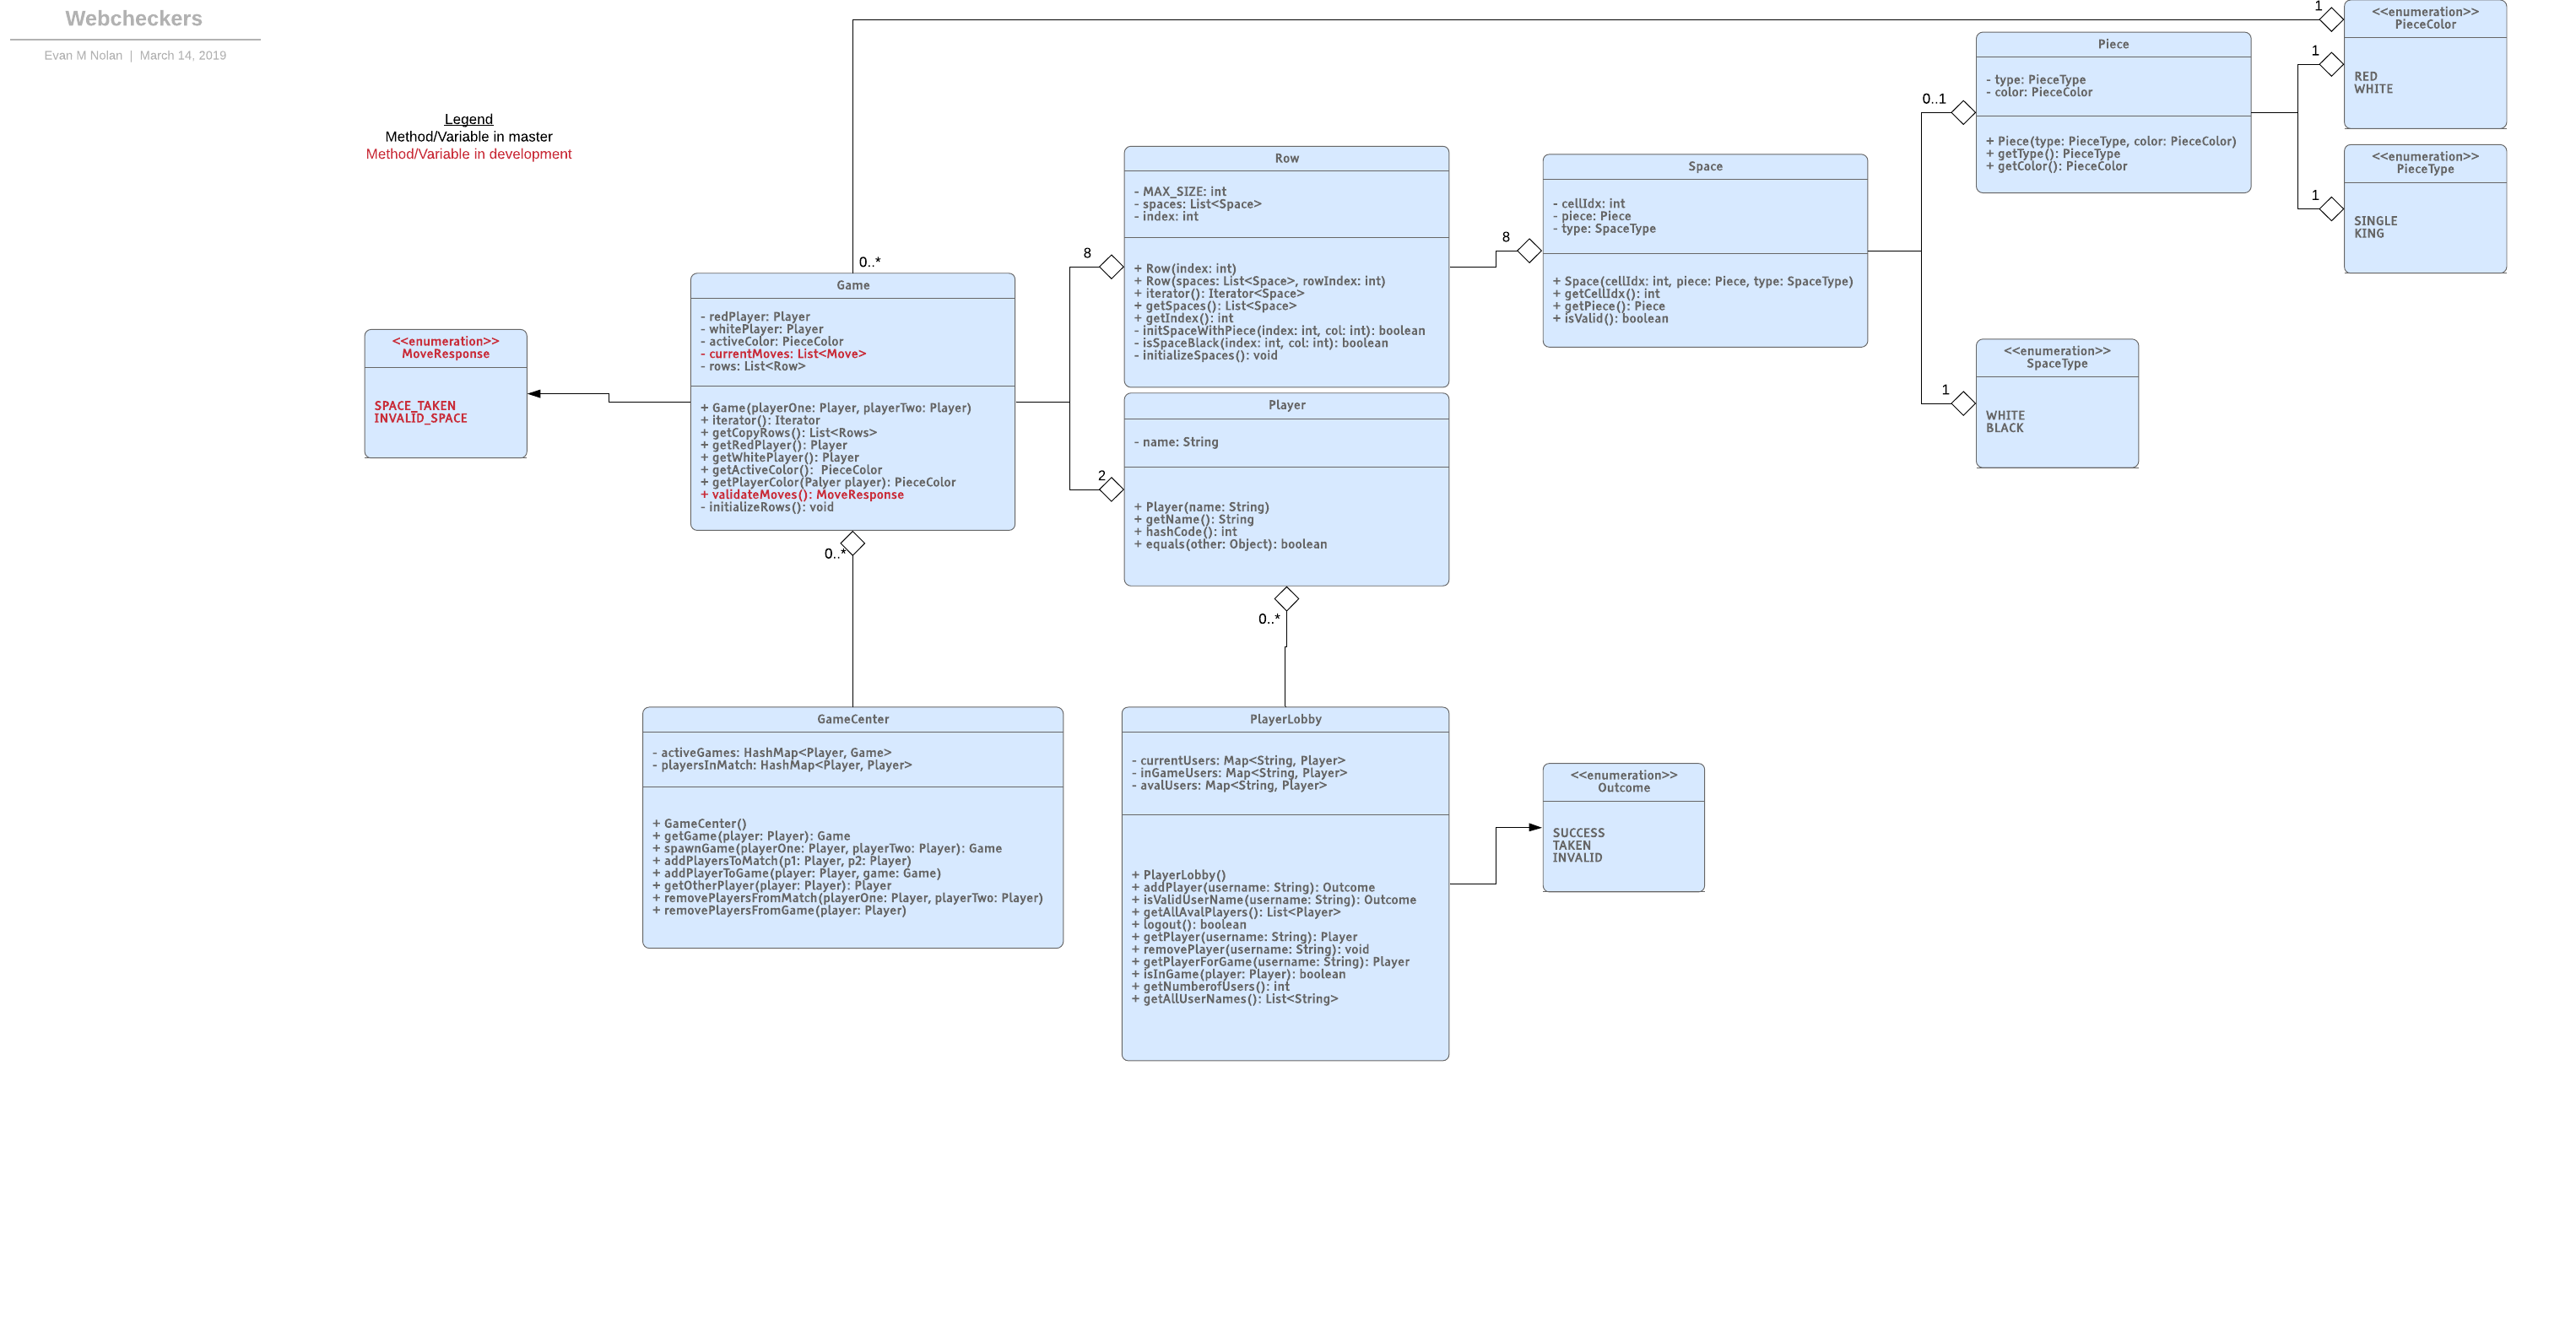 Webcheckers
Evan M Nolan | March 14, 2019
Legend
Method/Variable in master
Method/Variable in development
<<enumeration>>
MoveResponse
SPACE_TAKEN
INVALID_SPACE
0..*
Game
- redPlayer: Player
- whitePlayer: Player
- activeColor: PieceColor
- currentMoves: List<Move>
- rows: List<Row>
+ Game(playerOne: Player, playerTwo: Player)
+ iterator(): Iterator
+ getCopyRows(): List<Rows>
+ getRedPlayer(): Player
+ getWhitePlayer(): Player
+ getActiveColor():  PieceColor
+ getPlayerColor(Palyer player): PieceColor
+ validateMoves(): MoveResponse
- initializeRows(): void
0..*
8
Row
- MAX_SIZE: int
- spaces: List<Space>
- index: int
+ Row(index: int)
+ Row(spaces: List<Space>, rowIndex: int)
+ iterator(): Iterator<Space>
+ getSpaces(): List<Space>
+ getIndex(): int
- initSpaceWithPiece(index: int, col: int): boolean
- isSpaceBlack(index: int, col: int): boolean
- initializeSpaces(): void
2
Player
- name: String
+ Player(name: String)
+ getName(): String
+ hashCode(): int
+ equals(other: Object): boolean
0..*
8
Space
- cellIdx: int
- piece: Piece
- type: SpaceType
+ Space(cellIdx: int, piece: Piece, type: SpaceType)
+ getCellIdx(): int
+ getPiece(): Piece
+ isValid(): boolean
0..1
Piece
- type: PieceType
- color: PieceColor
+ Piece(type: PieceType, color: PieceColor)
+ getType(): PieceType
+ getColor(): PieceColor
1
1
<<enumeration>>
PieceColor
RED
WHITE
1
<<enumeration>>
PieceType
SINGLE
KING
1
<<enumeration>>
SpaceType
WHITE
BLACK
GameCenter
- activeGames: HashMap<Player, Game>
- playersInMatch: HashMap<Player, Player>
+ GameCenter()
+ getGame(player: Player): Game
+ spawnGame(playerOne: Player, playerTwo: Player): Game
+ addPlayersToMatch(p1: Player, p2: Player)
+ addPlayerToGame(player: Player, game: Game)
+ getOtherPlayer(player: Player): Player
+ removePlayersFromMatch(playerOne: Player, playerTwo: Player)
+ removePlayersFromGame(player: Player)
PlayerLobby
- currentUsers: Map<String, Player>
- inGameUsers: Map<String, Player>
- avalUsers: Map<String, Player>
+ PlayerLobby()
+ addPlayer(username: String): Outcome
+ isValidUserName(username: String): Outcome
+ getAllAvalPlayers(): List<Player>
+ logout(): boolean
+ getPlayer(username: String): Player
+ removePlayer(username: String): void
+ getPlayerForGame(username: String): Player
+ isInGame(player: Player): boolean
+ getNumberofUsers(): int
+ getAllUserNames(): List<String>
<<enumeration>>
Outcome
SUCCESS
TAKEN
INVALID